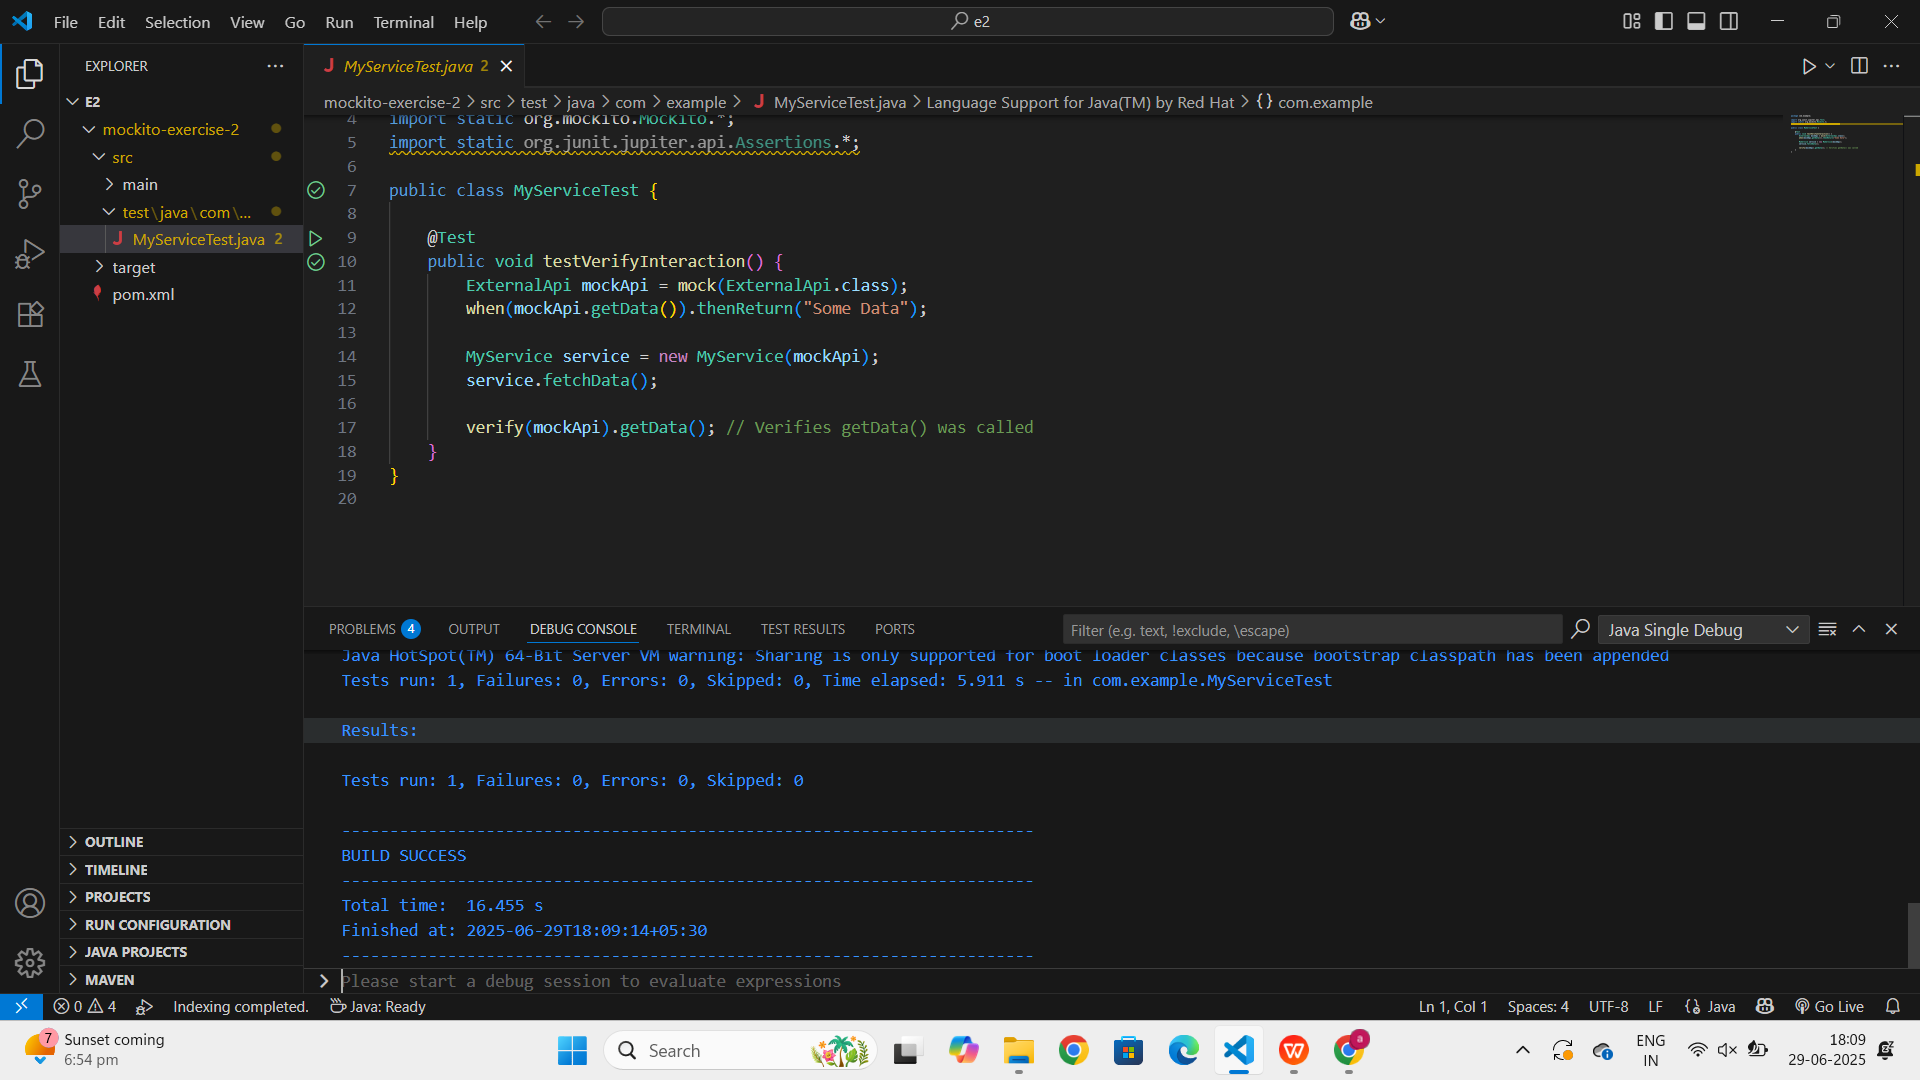 File Edit Selection View Go Run Terminal Help
e2
EXPLORER
E2
mockito-exercise-2
src
main
test\java\com\...
MyServiceTest.java 2
target
pom.xml
OUTLINE
TIMELINE
PROJECTS
RUN CONFIGURATION
JAVA PROJECTS
MAVEN
MyServiceTest.java 2
mockito-exercise-2 > src > test > java > com > example > MyServiceTest.java > Language Support for Java(TM) by Red Hat > {} com.example
4 import static org.mockito.Mockito.*;
5 import static org.junit.jupiter.api.Assertions.*;
6
7 public class MyServiceTest {
8
9 @Test
10 public void testVerifyInteraction() {
11 ExternalApi mockApi = mock(ExternalApi.class);
12 when(mockApi.getData()).thenReturn("Some Data");
13
14 MyService service = new MyService(mockApi);
15 service.fetchData();
16
17 verify(mockApi).getData(); // Verifies getData() was called
18 }
19 }
20
PROBLEMS 4 OUTPUT DEBUG CONSOLE TERMINAL TEST RESULTS PORTS
Filter (e.g. text, !exclude, \escape)
Java Single Debug
Java HotSpot(TM) 64-Bit Server VM warning: Sharing is only supported for boot loader classes because bootstrap classpath has been appended
Tests run: 1, Failures: 0, Errors: 0, Skipped: 0, Time elapsed: 5.911 s -- in com.example.MyServiceTest
Results:
Tests run: 1, Failures: 0, Errors: 0, Skipped: 0
------------------------------------------------------------------------
BUILD SUCCESS
------------------------------------------------------------------------
Total time:  16.455 s
Finished at: 2025-06-29T18:09:14+05:30
------------------------------------------------------------------------
Please start a debug session to evaluate expressions
0 4 Indexing completed. Java: Ready
Ln 1, Col 1 Spaces: 4 UTF-8 LF {} Java Go Live
7
Sunset coming
6:54 pm
Search
a
ENG
IN
18:09
29-06-2025